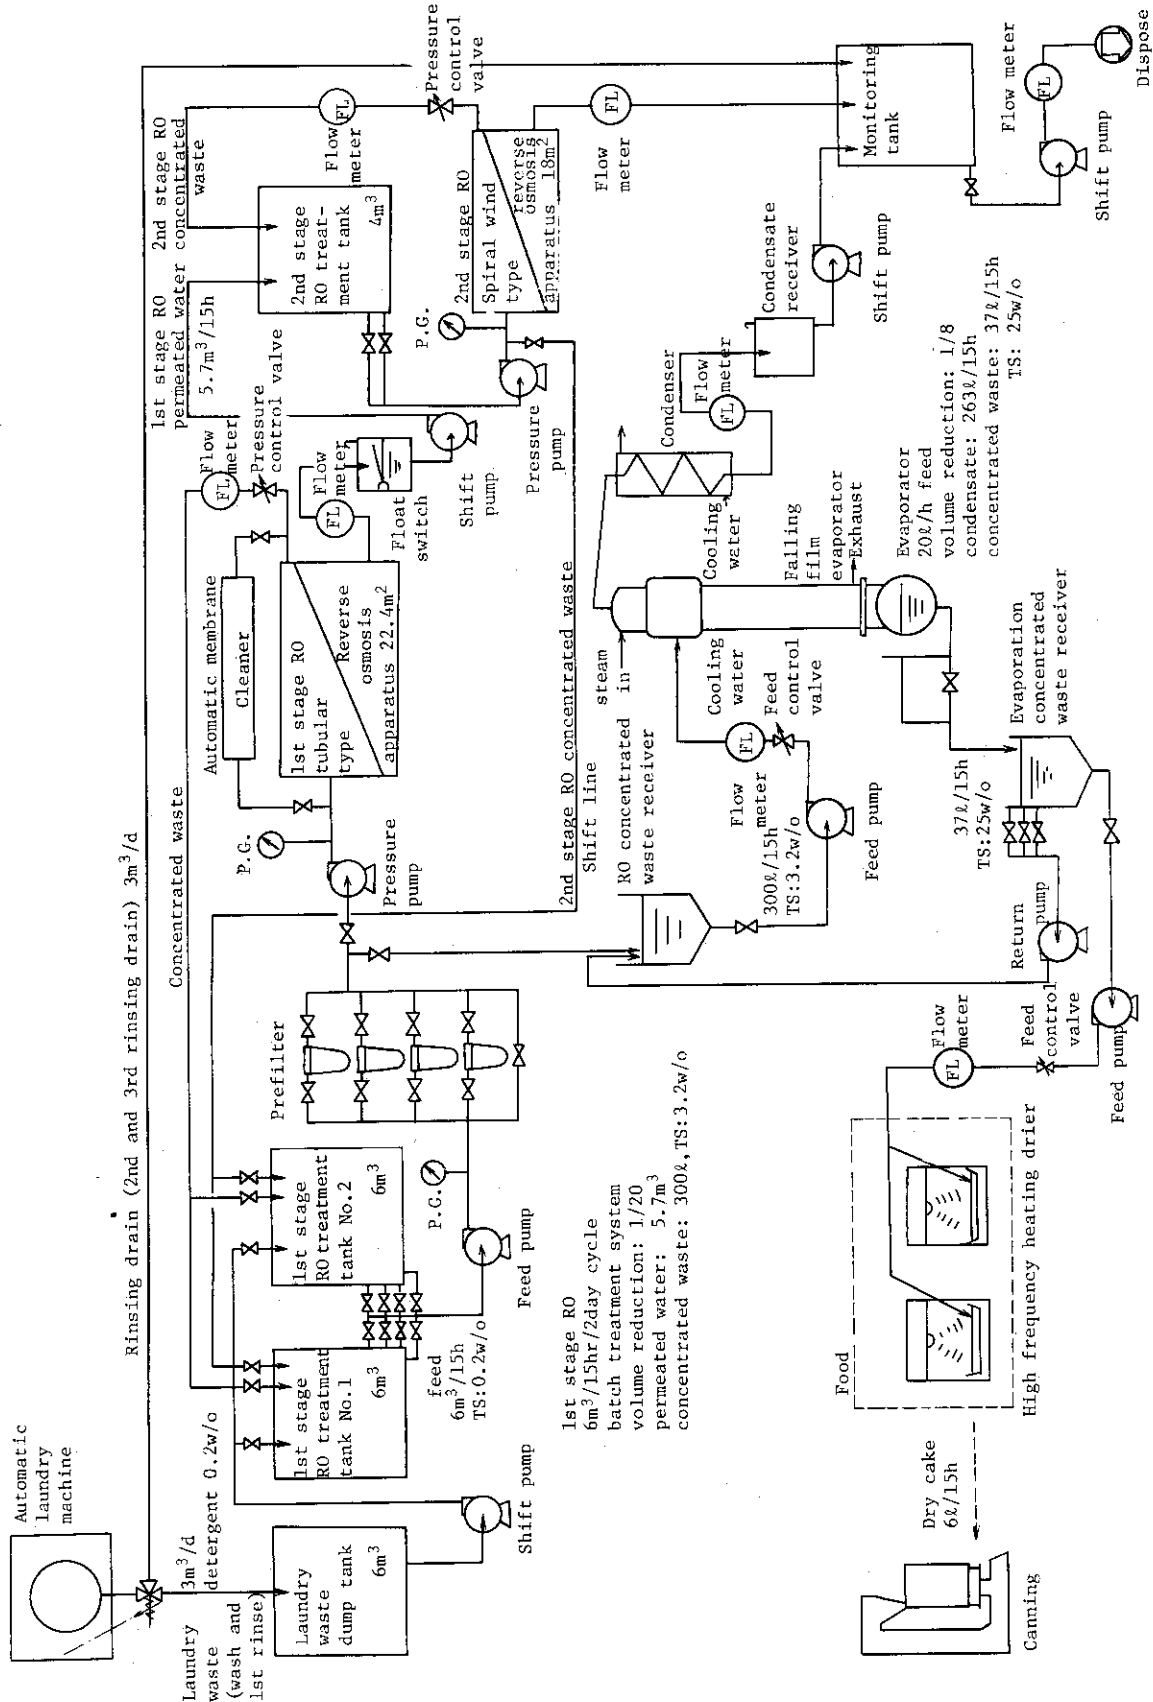 Automatic
laundry
machine
Rinsing drain (2nd and 3rd rinsing drain) 3m³/d
Laundry
waste
(wash and
1st rinse)
3m³/d
detergent 0.2w/o
Laundry
waste
dump tank
6m³
Shift pump
1st stage
RO treatment
tank No.1
6m³
1st stage
RO treatment
tank No.2
6m³
feed
6m³/15h
TS:0.2w/o
Feed pump
P.G.
Prefilter
Concentrated waste
P.G.
Pressure
pump
Automatic membrane
Cleaner
1st stage RO
tubular
type
Reverse
osmosis
apparatus 22.4m²
FL
Flow
meter
Pressure
control valve
FL
Flow
meter
Float
switch
Shift
pump
1st stage RO
permeated water
5.7m³/15h
2nd stage RO
concentrated
waste
2nd stage
RO treat-
ment tank
4m³
FL
Flow
meter
Pressure
control
valve
P.G.
Pressure
pump
2nd stage RO
Spiral wind
type
reverse
osmosis
apparatus 18m²
FL
Flow
meter
2nd stage RO concentrated waste
Shift line
1st stage RO
6m³/15hr/2day cycle
batch treatment system
volume reduction: 1/20
permeated water: 5.7m³
concentrated waste: 300ℓ,TS:3.2w/o
RO concentrated
waste receiver
300ℓ/15h
TS:3.2w/o
Feed pump
FL
Flow
meter
Feed
control
valve
steam
in
Cooling
water
Falling
film
evaporator
Exhaust
Cooling
water
Condenser
FL
Flow
meter
Condensate
receiver
Shift pump
Monitoring
tank
Shift pump
FL
Flow meter
Dispose
Evaporator
20ℓ/h feed
volume reduction: 1/8
condensate: 263ℓ/15h
concentrated waste: 37ℓ/15h
TS: 25w/o
Evaporation
concentrated
waste receiver
37ℓ/15h
TS:25w/o
Return
pump
Feed pump
Feed
control
valve
FL
Flow
meter
Food
High frequency heating drier
Dry cake
6ℓ/15h
Canning